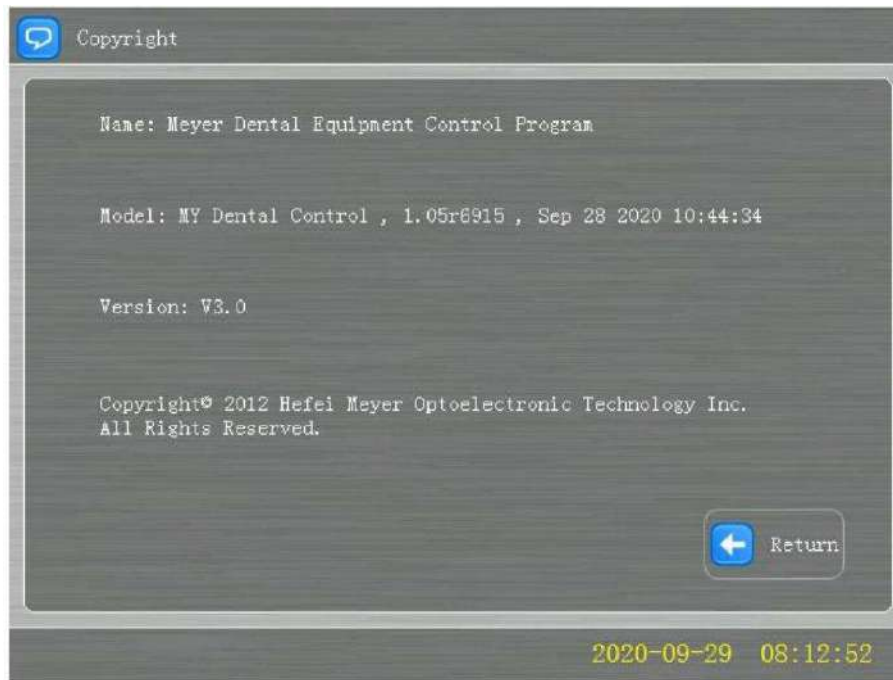 Copyright
Name: Meyer Dental Equipment Control Program
Model: MY Dental Control , 1.05r6915 , Sep 28 2020 10:44:34
Version: V3.0
Copyright© 2012 Hefei Meyer Optoelectronic Technology Inc.
All Rights Reserved.
Return
2020-09-29 08:12:52